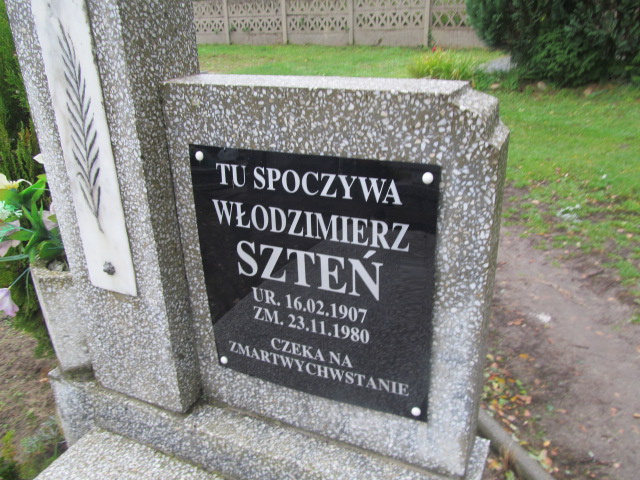 TU SPOCZYWA
WŁODZIMIERZ
SZTEŃ
UR. 16.02.1907
ZM. 23.11.1980
CZEKA NA
ZMARTWYCHWSTANIE